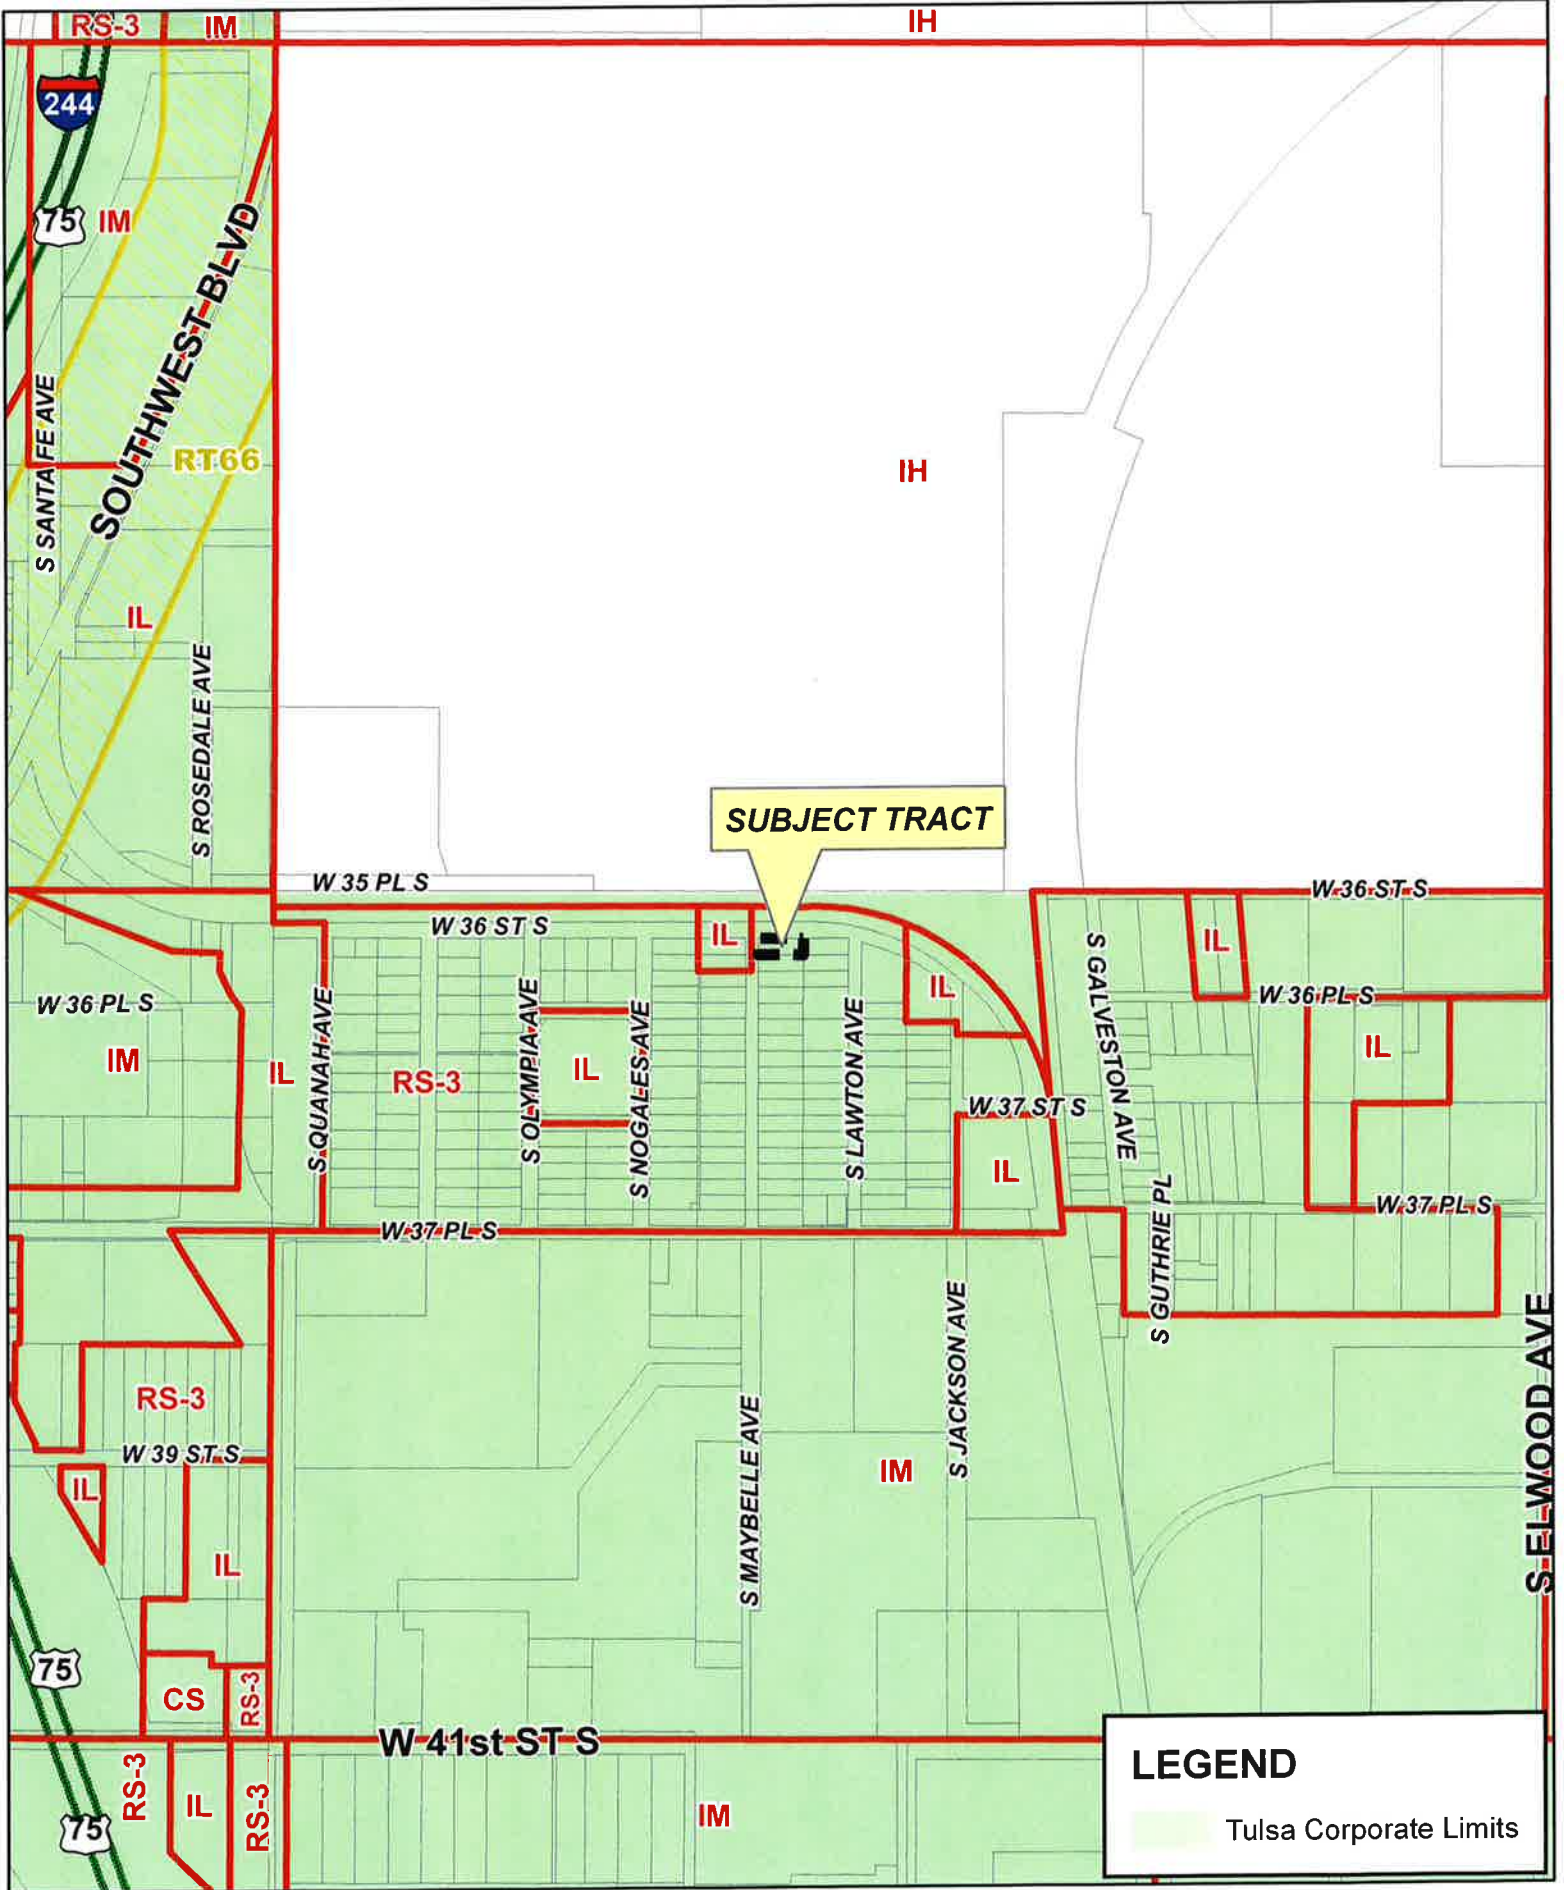 RS-3
IM
IH
244
75
IM
SOUTHWEST BLVD
S SANTA FE AVE
RT66
IH
IL
S ROSEDALE AVE
SUBJECT TRACT
W 35 PL S
W 36 ST S
W 36 ST S
IL
IL
S GALVESTON AVE
W 36 PL S
W 36 PL S
IL
IM
IL
S QUANAH AVE
RS-3
S OLYMPIA AVE
IL
S NOGALES AVE
S LAWTON AVE
IL
W 37 ST S
IL
W 37 PL S
W 37 PL S
S GUTHRIE PL
RS-3
W 39 ST S
IL
IL
S MAYBELLE AVE
S JACKSON AVE
IM
S ELWOOD AVE
75
CS
RS-3
W 41st ST S
75
RS-3
IL
RS-3
IM
LEGEND
Tulsa Corporate Limits